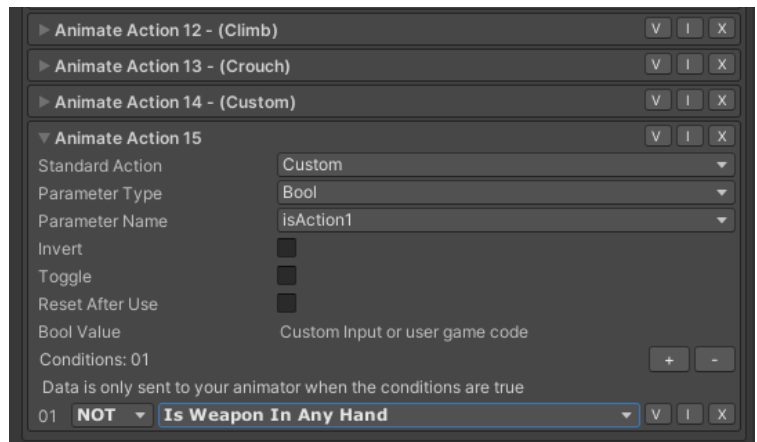 Animate Action 12 - (Climb) V I X
Animate Action 13 - (Crouch) V I X
Animate Action 14 - (Custom) V I X
Animate Action 15 V I X
Standard Action Custom
Parameter Type Bool
Parameter Name isAction1
Invert
Toggle
Reset After Use
Bool Value Custom Input or user game code
Conditions: 01 + -
Data is only sent to your animator when the conditions are true
01 NOT Is Weapon In Any Hand V I X